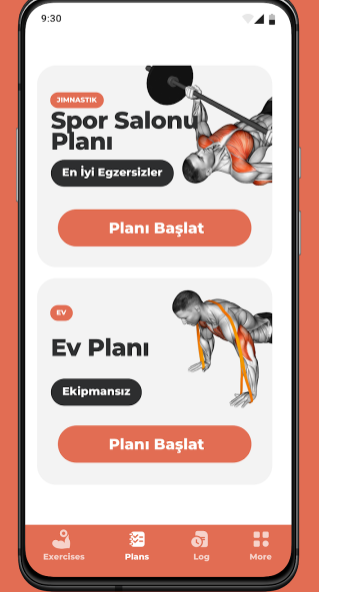 9:30
JIMNASTIK
Spor Salonu
Planı
En İyi Egzersizler
Planı Başlat
EV
Ev Planı
Ekipmansız
Planı Başlat
Exercises
Plans
Log
More